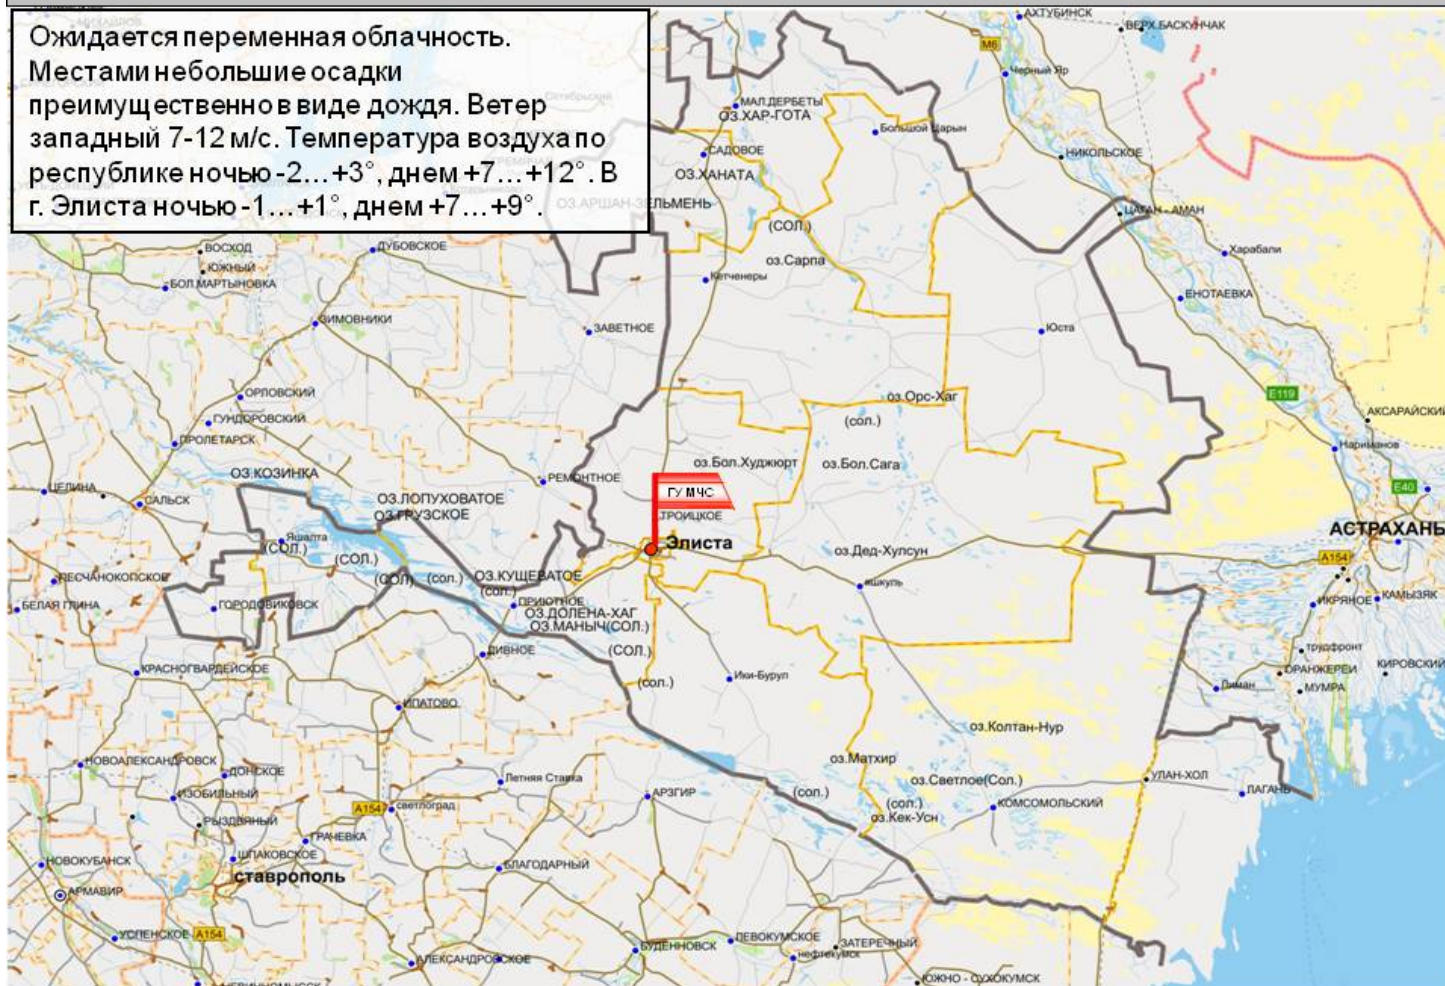 Ожидается переменная облачность.
Местами небольшие осадки
преимущественно в виде дождя. Ветер
западный 7-12 м/с. Температура воздуха по
республике ночью -2...+3°, днем +7...+12°. В
г. Элиста ночью -1...+1°, днем +7...+9°.
АХТУБИНСК
ВЕРХ.БАСКУНЧАК
М6
Черный Яр
МАЛ.ДЕРБЕТЫ
ОЗ.ХАР-ГОТА
Большой Царын
САДОВОЕ
НИКОЛЬСКОЕ
ОЗ.ХАНАТА
ОЗ.АРШАН-ЗЕЛЬМЕНЬ
ЦАГАН - АМАН
(СОЛ.)
ВОСХОД
ДУБОВСКОЕ
Харабали
ЮЖНЫЙ
оз.Сарпа
БОЛ.МАРТЫНОВКА
Кетченеры
ЕНОТАЕВКА
ЗИМОВНИКИ
ЗАВЕТНОЕ
Юста
ОРЛОВСКИЙ
оз.Орс-Хаг
Е119
ГУНДОРОВСКИЙ
(сол.)
АКСАРАЙСКИЙ
ПРОЛЕТАРСК
Нариманов
оз.Бол.Худжюрт
оз.Бол.Сага
ОЗ.КОЗИНКА
РЕМОНТНОЕ
ЦЕЛИНА
Е40
ГУ МЧС
САЛЬСК
ОЗ.ЛОПУХОВАТОЕ
ОЗ.ГРУЗСКОЕ
ТРОИЦКОЕ
АСТРАХАНЬ
Яшалта
Элиста
(СОЛ.)
оз.Дед-Хулсун
А154
(СОЛ.)
ПЕСЧАНОКОПСКОЕ
(СОЛ)
(сол.)
ОЗ.КУЩЕВАТОЕ
яшкуль
(сол.)
БЕЛАЯ ГЛИНА
ГОРОДОВИКОВСК
ПРИЮТНОЕ
ИКРЯНОЕ
КАМЫЗЯК
ОЗ.ДОЛЕНА-ХАГ
ОЗ.МАНЫЧ(СОЛ.)
ДИВНОЕ
(СОЛ.)
трудфронт
КРАСНОГВАРДЕЙСКОЕ
ОРАНЖЕРЕИ
КИРОВСКИЙ
(сол.)
Ики-Бурул
Лиман
МУМРА
ИПАТОВО
оз.Колтан-Нур
НОВОАЛЕКСАНДРОВСК
оз.Матхир
ДОНСКОЕ
Летняя Ставка
оз.Светлое(Сол.)
УЛАН-ХОЛ
ИЗОБИЛЬНЫЙ
АРЗГИР
(сол.)
ЛАГАНЬ
А154
светлоград
(сол.)
КОМСОМОЛЬСКИЙ
РЫЗДВЯНЫЙ
оз.Кек-Усн
ГРАЧЕВКА
НОВОКУБАНСК
ШПАКОВСКОЕ
БЛАГОДАРНЫЙ
ставрополь
АРМАВИР
УСПЕНСКОЕ
А154
БУДЕННОВСК
ЛЕВОКУМСКОЕ
ЗАТЕРЕЧНЫЙ
АЛЕКСАНДРОВСКОЕ
нефтекумск
ЮЖНО - СУХОКУМСК